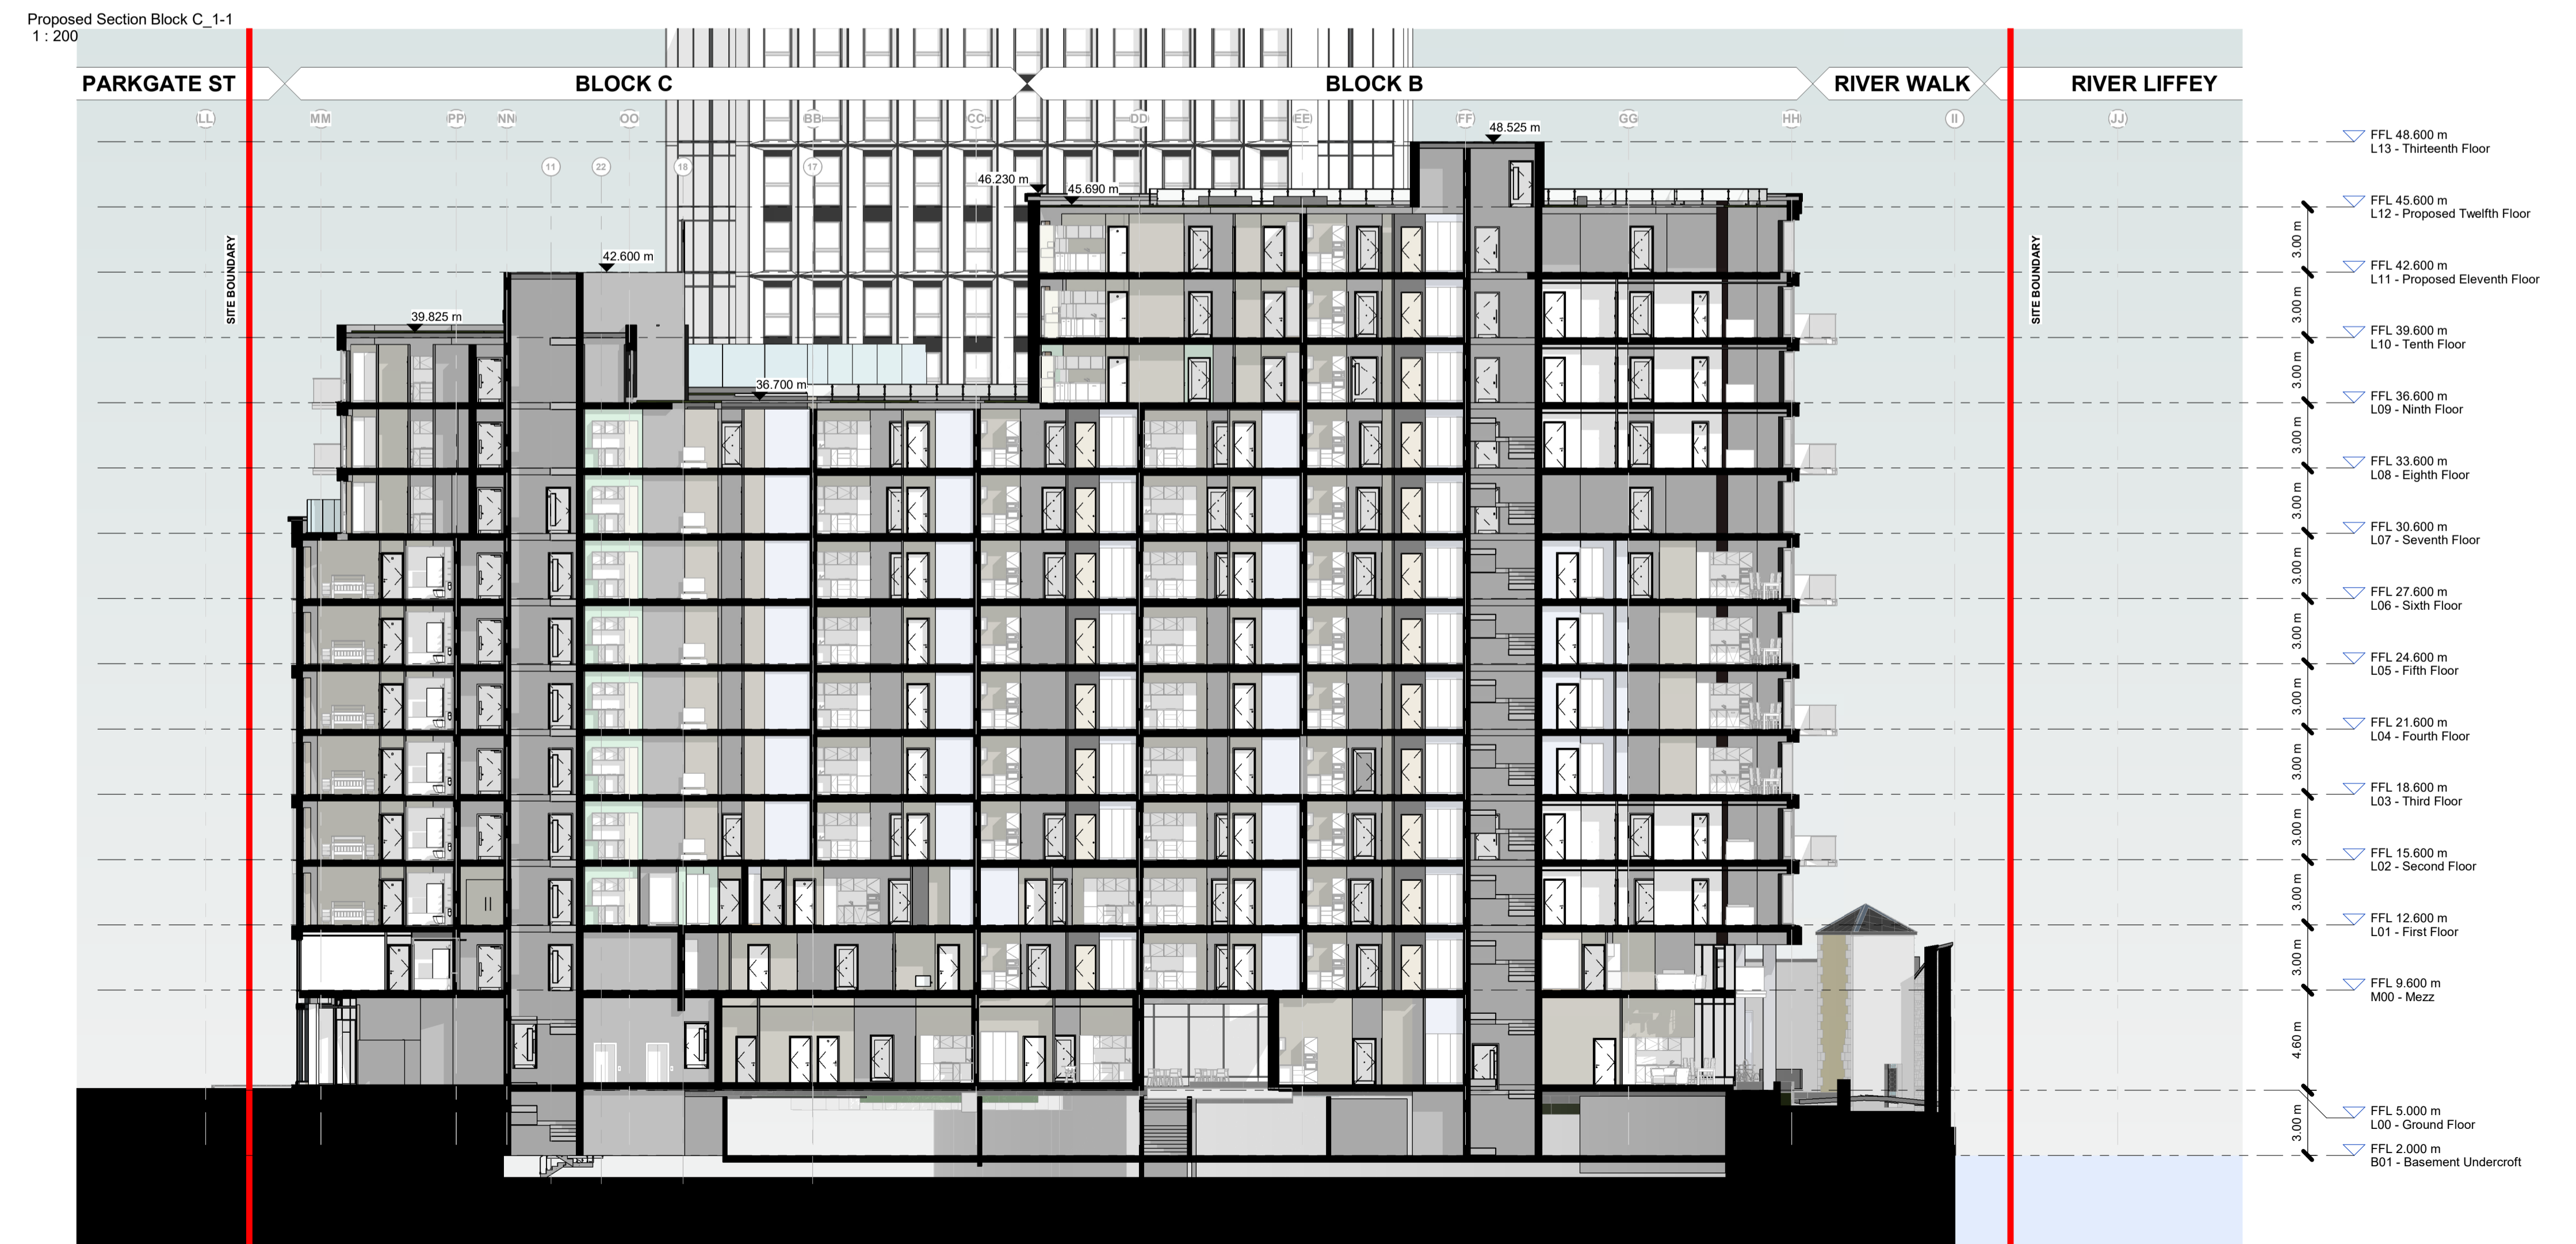 Proposed Section Block C_1-1
1 : 200
PARKGATE ST
BLOCK C
BLOCK B
RIVER WALK
RIVER LIFFEY
LL
MM
PP
NN
OO
BB
CC
DD
EE
FF
GG
HH
II
JJ
11
22
18
17
SITE BOUNDARY
SITE BOUNDARY
48.525 m
46.230 m
45.690 m
42.600 m
39.825 m
36.700 m
FFL 48.600 m
L13 - Thirteenth Floor
FFL 45.600 m
L12 - Proposed Twelfth Floor
3.00 m
FFL 42.600 m
L11 - Proposed Eleventh Floor
3.00 m
FFL 39.600 m
L10 - Tenth Floor
3.00 m
FFL 36.600 m
L09 - Ninth Floor
3.00 m
FFL 33.600 m
L08 - Eighth Floor
3.00 m
FFL 30.600 m
L07 - Seventh Floor
3.00 m
FFL 27.600 m
L06 - Sixth Floor
3.00 m
FFL 24.600 m
L05 - Fifth Floor
3.00 m
FFL 21.600 m
L04 - Fourth Floor
3.00 m
FFL 18.600 m
L03 - Third Floor
3.00 m
FFL 15.600 m
L02 - Second Floor
3.00 m
FFL 12.600 m
L01 - First Floor
3.00 m
FFL 9.600 m
M00 - Mezz
4.60 m
FFL 5.000 m
L00 - Ground Floor
3.00 m
FFL 2.000 m
B01 - Basement Undercroft